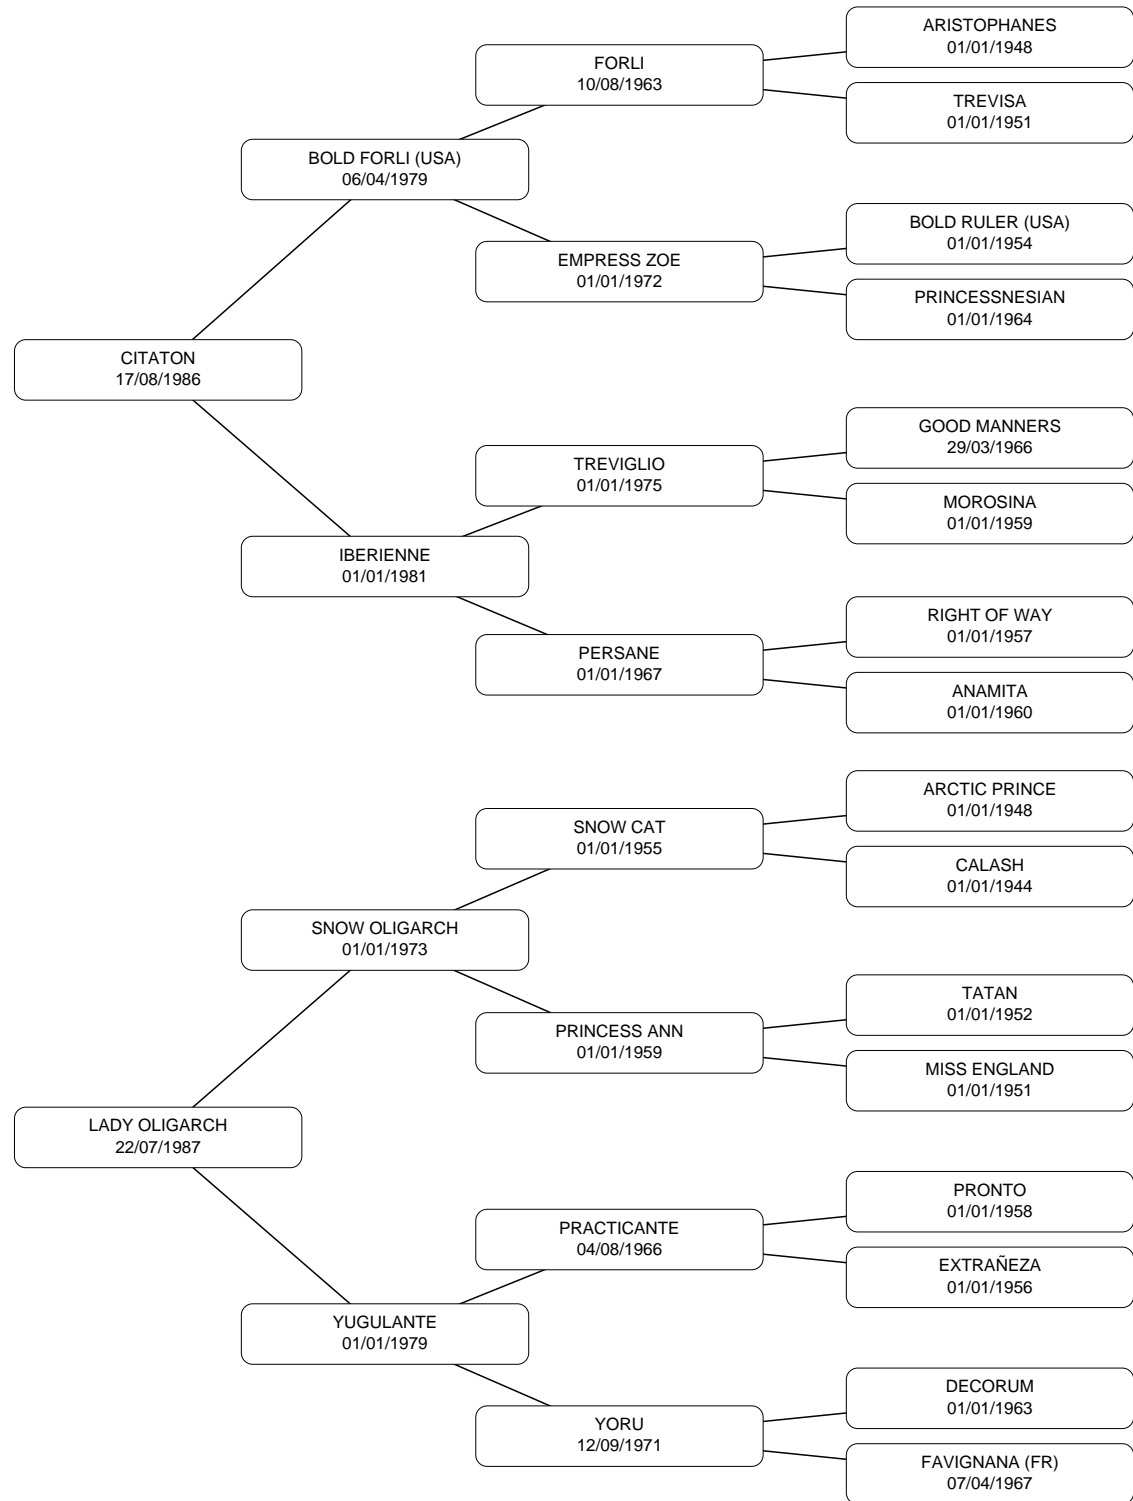 ARISTOPHANES
01/01/1948
FORLI
10/08/1963
TREVISA
01/01/1951
BOLD FORLI (USA)
06/04/1979
BOLD RULER (USA)
01/01/1954
EMPRESS ZOE
01/01/1972
PRINCESSNESIAN
01/01/1964
CITATON
17/08/1986
GOOD MANNERS
29/03/1966
TREVIGLIO
01/01/1975
MOROSINA
01/01/1959
IBERIENNE
01/01/1981
RIGHT OF WAY
01/01/1957
PERSANE
01/01/1967
ANAMITA
01/01/1960
ARCTIC PRINCE
01/01/1948
SNOW CAT
01/01/1955
CALASH
01/01/1944
SNOW OLIGARCH
01/01/1973
TATAN
01/01/1952
PRINCESS ANN
01/01/1959
MISS ENGLAND
01/01/1951
LADY OLIGARCH
22/07/1987
PRONTO
01/01/1958
PRACTICANTE
04/08/1966
EXTRAÑEZA
01/01/1956
YUGULANTE
01/01/1979
DECORUM
01/01/1963
YORU
12/09/1971
FAVIGNANA (FR)
07/04/1967